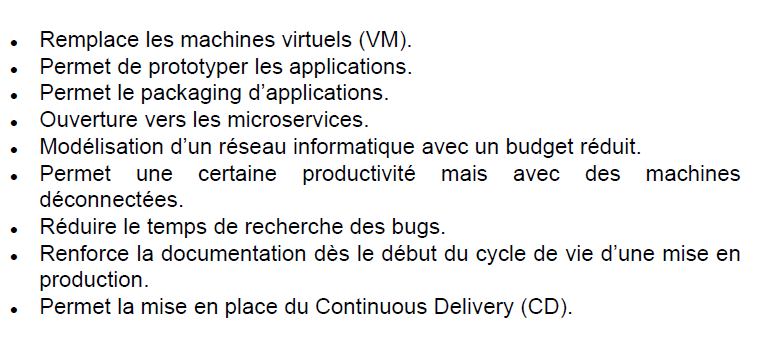 • Remplace les machines virtuels (VM).
• Permet de prototyper les applications.
• Permet le packaging d’applications.
• Ouverture vers les microservices.
• Modélisation d’un réseau informatique avec un budget réduit.
• Permet une certaine productivité mais avec des machines
déconnectées.
• Réduire le temps de recherche des bugs.
• Renforce la documentation dès le début du cycle de vie d’une mise en
production.
• Permet la mise en place du Continuous Delivery (CD).